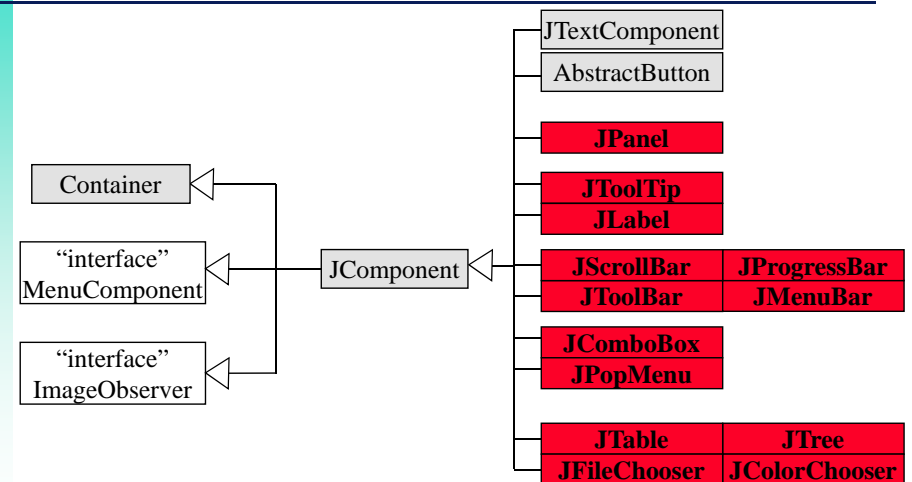 JTextComponent
AbstractButton
JPanel
Container
JToolTip
JLabel
“interface”
MenuComponent
JComponent
JScrollBar JProgressBar
JToolBar JMenuBar
“interface”
ImageObserver
JComboBox
JPopMenu
JTable JTree
JFileChooser JColorChooser